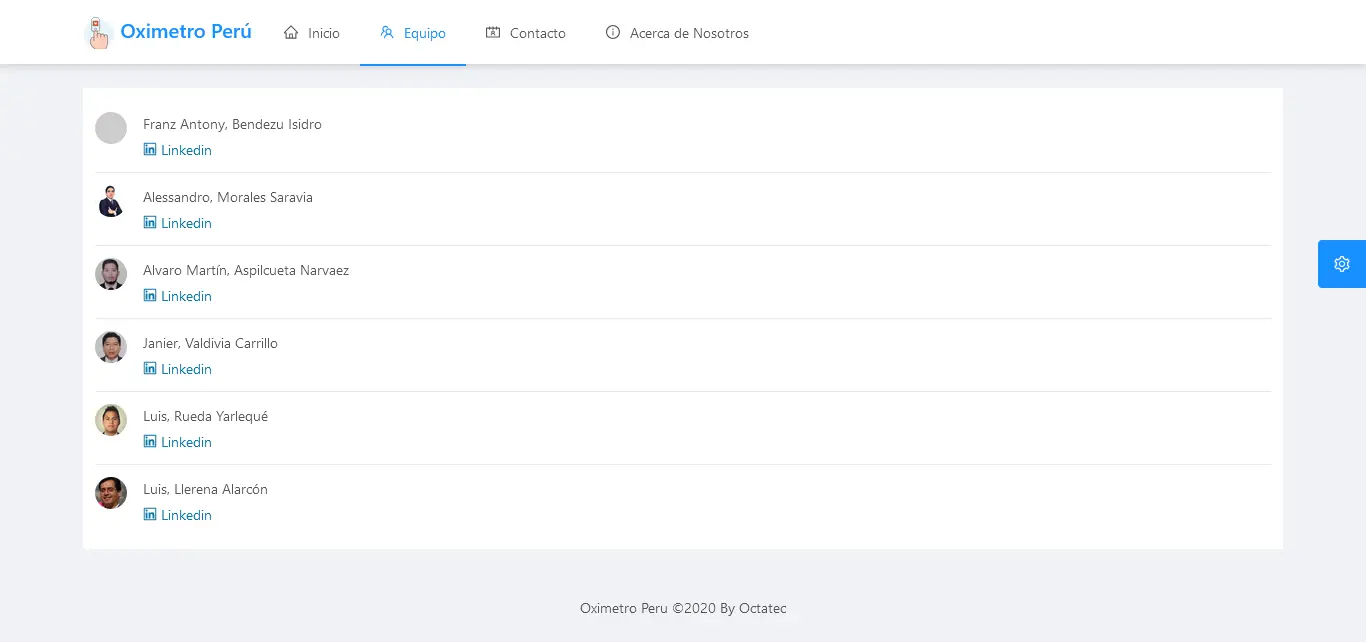 Oximetro Perú
Inicio
Equipo
Contacto
Acerca de Nosotros
Franz Antony, Bendezu Isidro
Linkedin
Alessandro, Morales Saravia
Linkedin
Alvaro Martín, Aspilcueta Narvaez
Linkedin
Janier, Valdivia Carrillo
Linkedin
Luis, Rueda Yarlequé
Linkedin
Luis, Llerena Alarcón
Linkedin
Oximetro Peru ©2020 By Octatec